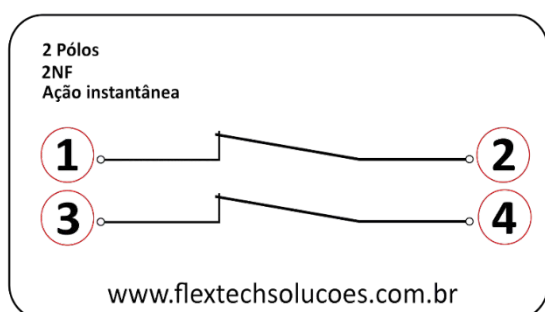 2 Pólos
2NF
Ação instantânea
1 2
3 4
www.flextechsolucoes.com.br